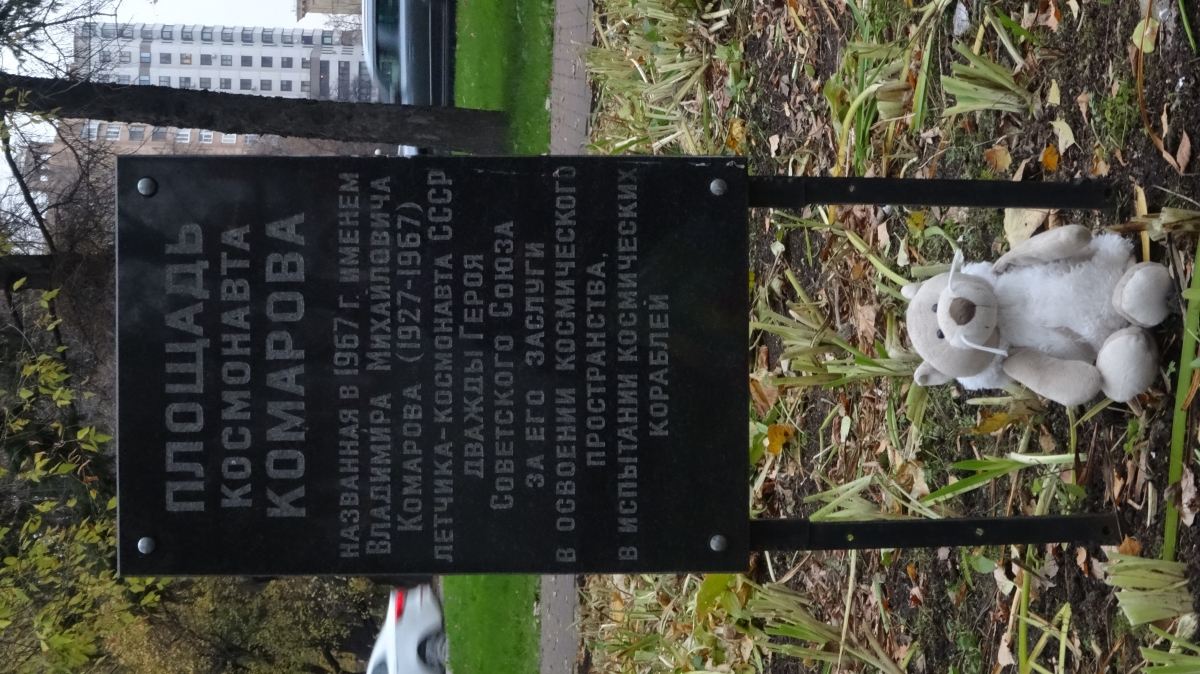 ПЛОЩАДЬ
КОСМОНАВТА
КОМАРОВА
НАЗВАННАЯ В 1967 Г. ИМЕНЕМ
ВЛАДИМИРА МИХАЙЛОВИЧА
КОМАРОВА (1927-1967)
ЛЕТЧИКА-КОСМОНАВТА СССР
ДВАЖДЫ ГЕРОЯ
СОВЕТСКОГО СОЮЗА
ЗА ЕГО ЗАСЛУГИ
В ОСВОЕНИИ КОСМИЧЕСКОГО
ПРОСТРАНСТВА,
В ИСПЫТАНИИ КОСМИЧЕСКИХ
КОРАБЛЕЙ